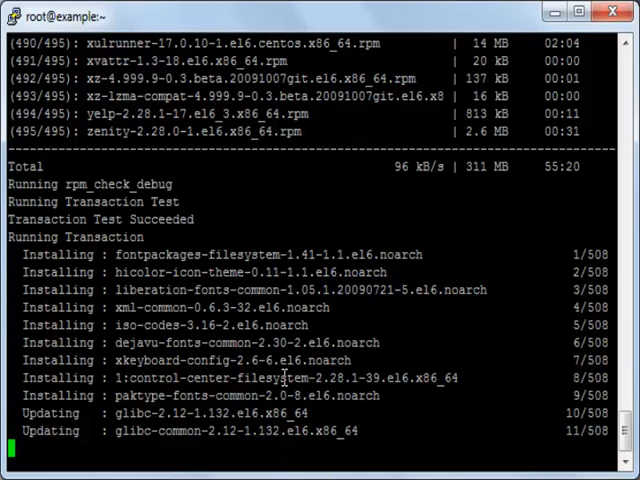 root@example:~
(490/495): xulrunner-17.0.10-1.el6.centos.x86_64.rpm | 14 MB 02:04
(491/495): xvattr-1.3-18.el6.x86_64.rpm | 20 kB 00:00
(492/495): xz-4.999.9-0.3.beta.20091007git.el6.x86_64.rpm | 137 kB 00:01
(493/495): xz-lzma-compat-4.999.9-0.3.beta.20091007git.el6.x8 | 16 kB 00:00
(494/495): yelp-2.28.1-17.el6_3.x86_64.rpm | 813 kB 00:11
(495/495): zenity-2.28.0-1.el6.x86_64.rpm | 2.6 MB 00:31
--------------------------------------------------------------------------------
Total 96 kB/s | 311 MB 55:20
Running rpm_check_debug
Running Transaction Test
Transaction Test Succeeded
Running Transaction
Installing : fontpackages-filesystem-1.41-1.1.el6.noarch 1/508
Installing : hicolor-icon-theme-0.11-1.1.el6.noarch 2/508
Installing : liberation-fonts-common-1.05.1.20090721-5.el6.noarch 3/508
Installing : xml-common-0.6.3-32.el6.noarch 4/508
Installing : iso-codes-3.16-2.el6.noarch 5/508
Installing : dejavu-fonts-common-2.30-2.el6.noarch 6/508
Installing : xkeyboard-config-2.6-6.el6.noarch 7/508
Installing : 1:control-center-filesystem-2.28.1-39.el6.x86_64 8/508
Installing : paktype-fonts-common-2.0-8.el6.noarch 9/508
Updating : glibc-2.12-1.132.el6.x86_64 10/508
Updating : glibc-common-2.12-1.132.el6.x86_64 11/508